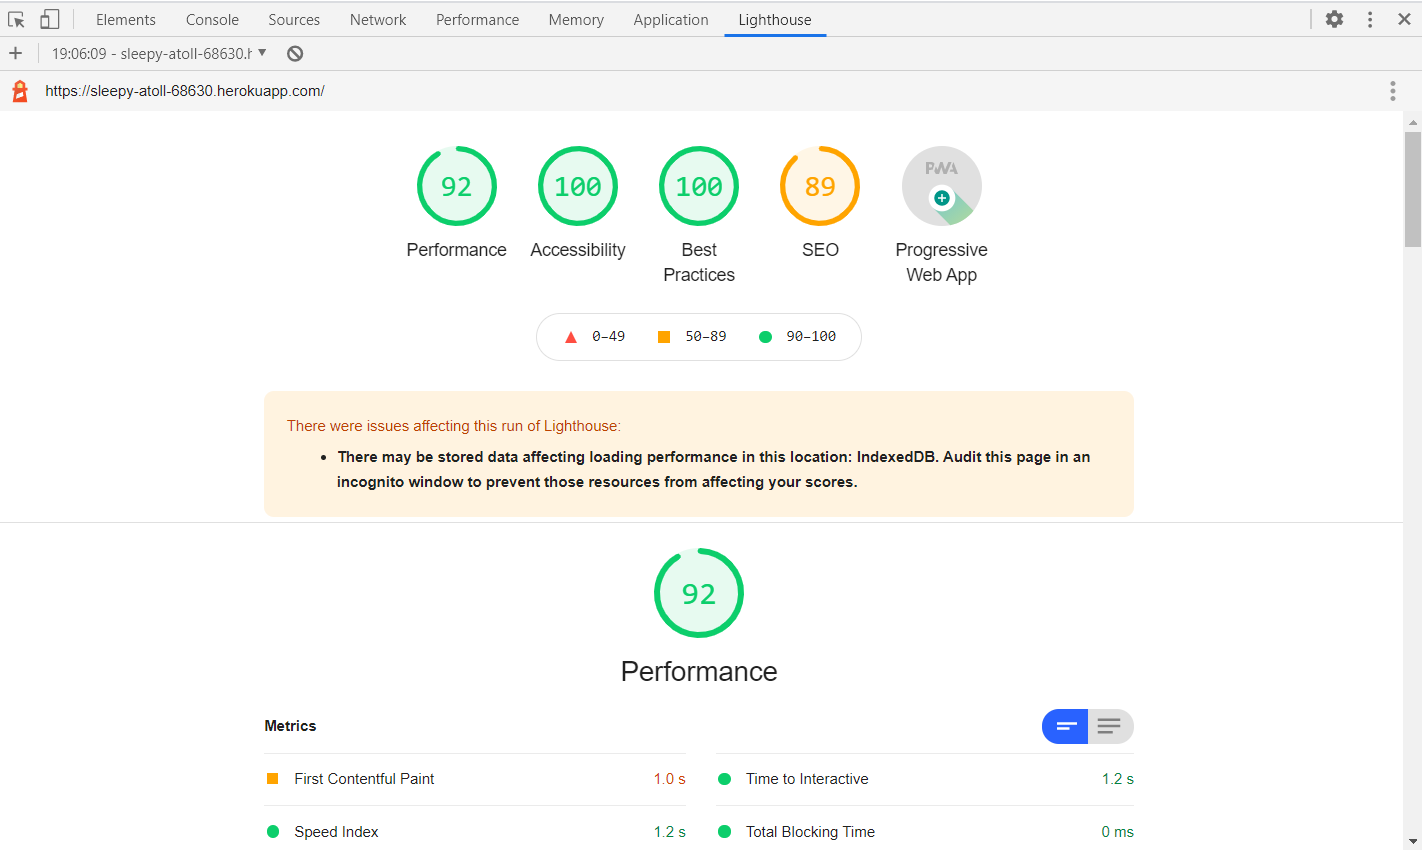 Elements Console Sources Network Performance Memory Application Lighthouse
19:06:09 - sleepy-atoll-68630.h
https://sleepy-atoll-68630.herokuapp.com/
92 100 100 89 PWA
Performance Accessibility Best Practices SEO Progressive Web App
0–49 50–89 90–100
There were issues affecting this run of Lighthouse:
• There may be stored data affecting loading performance in this location: IndexedDB. Audit this page in an
incognito window to prevent those resources from affecting your scores.
92
Performance
Metrics
First Contentful Paint 1.0 s Time to Interactive 1.2 s
Speed Index 1.2 s Total Blocking Time 0 ms